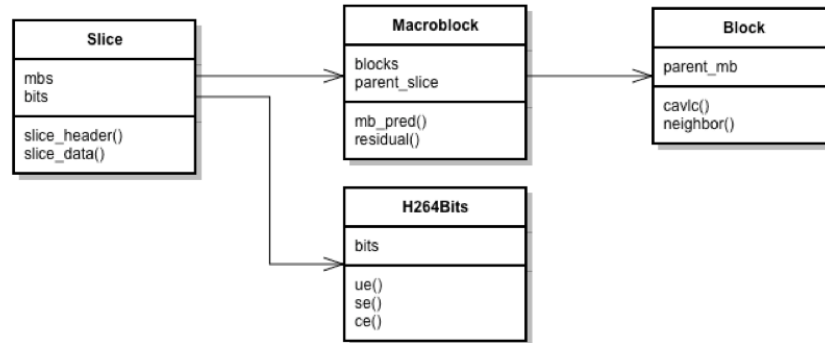 Slice
mbs
bits
slice_header()
slice_data()
Macroblock
blocks
parent_slice
mb_pred()
residual()
Block
parent_mb
cavlc()
neighbor()
H264Bits
bits
ue()
se()
ce()